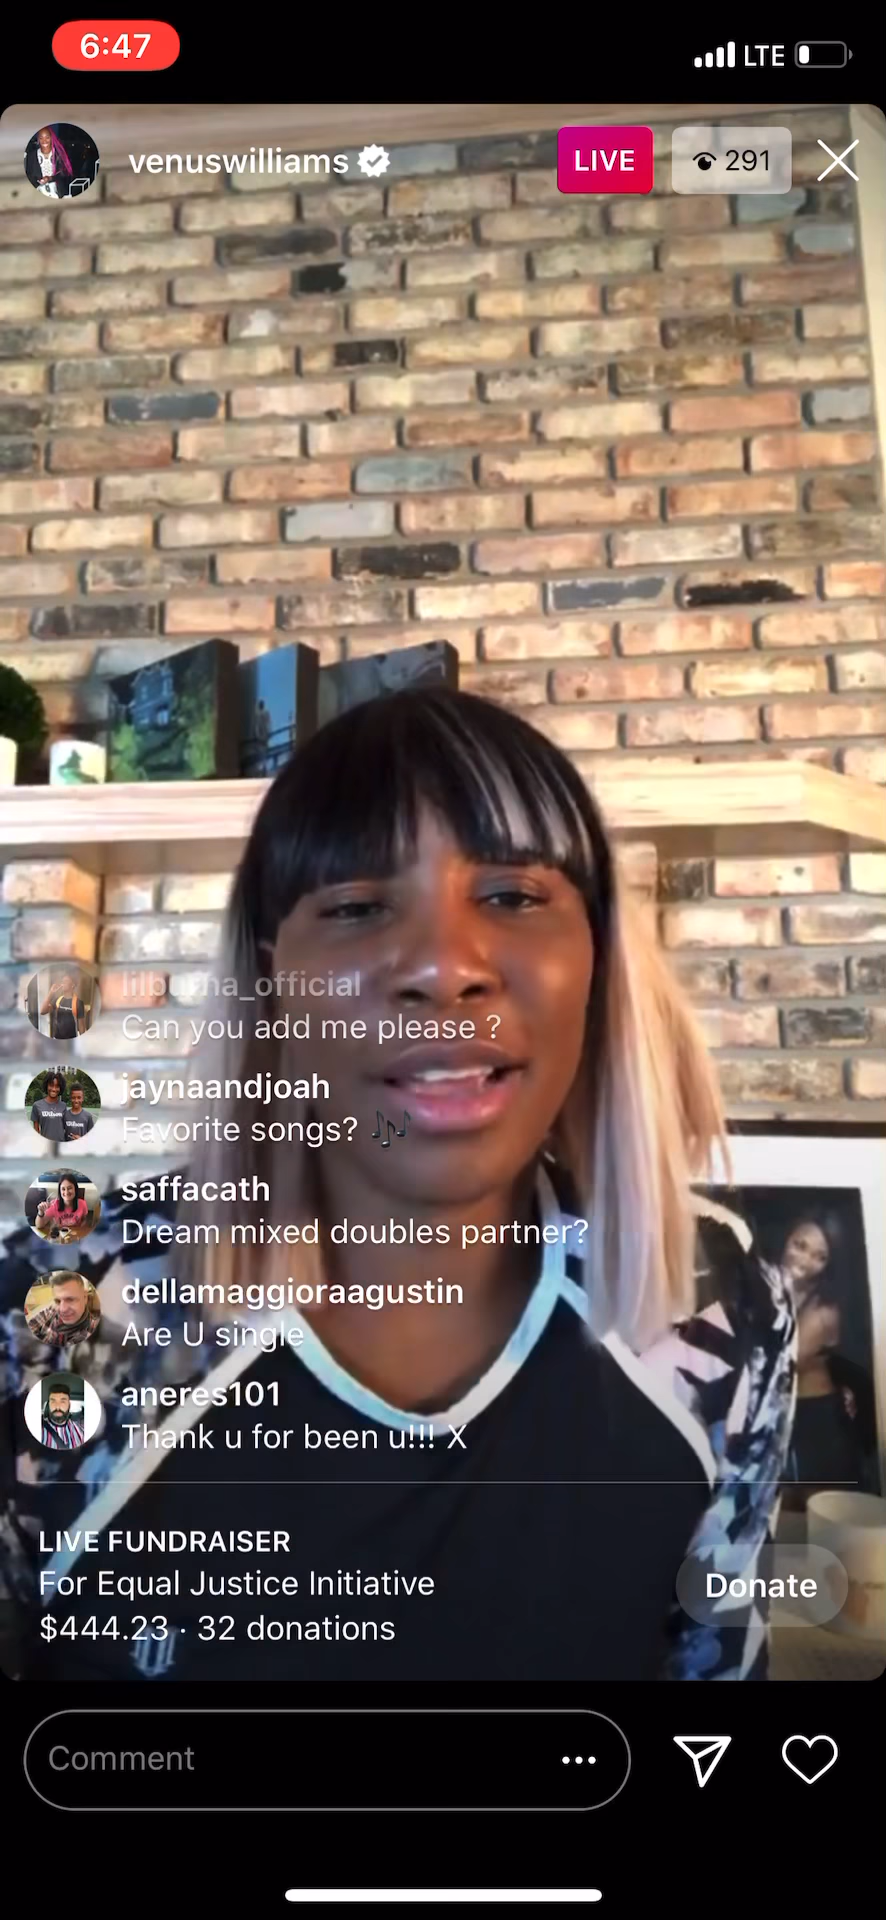 6:47
LTE
venuswilliams
LIVE
291
lilbunna_official
Can you add me please ?
jaynaandjoah
Favorite songs? 🎶
saffacath
Dream mixed doubles partner?
dellamaggioraagustin
Are U single
aneres101
Thank u for been u!!! X
LIVE FUNDRAISER
For Equal Justice Initiative
$444.23 · 32 donations
Donate
Comment